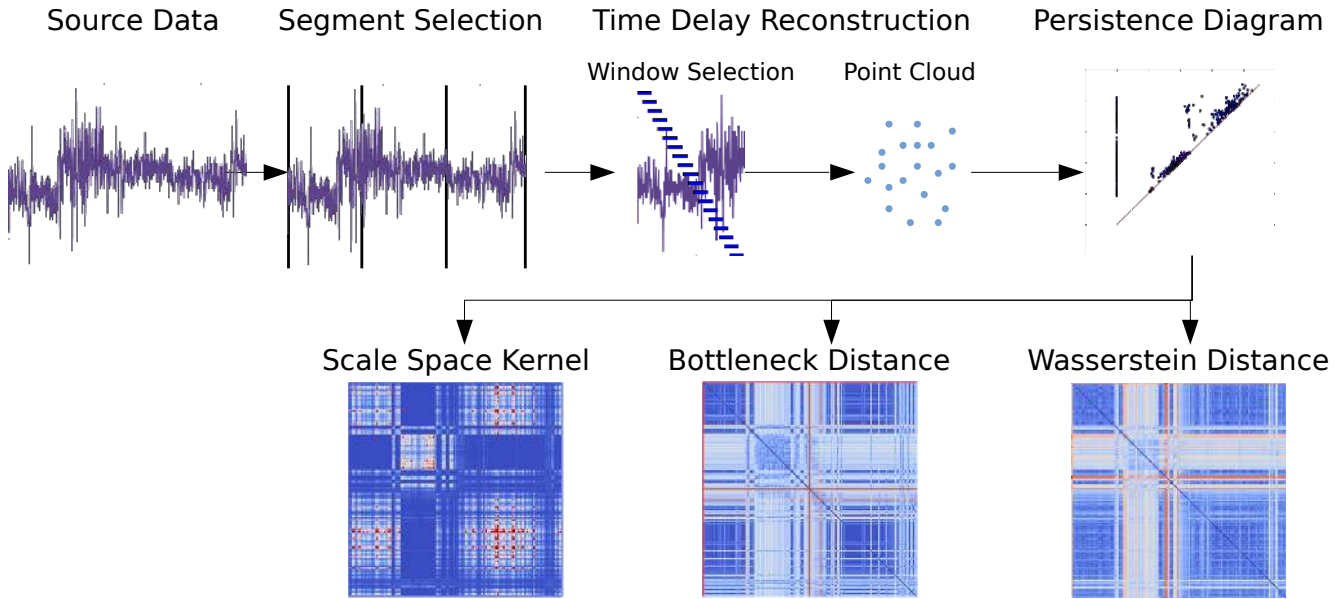 Source Data
Segment Selection
Time Delay Reconstruction
Persistence Diagram
Window Selection
Point Cloud
Scale Space Kernel
Bottleneck Distance
Wasserstein Distance